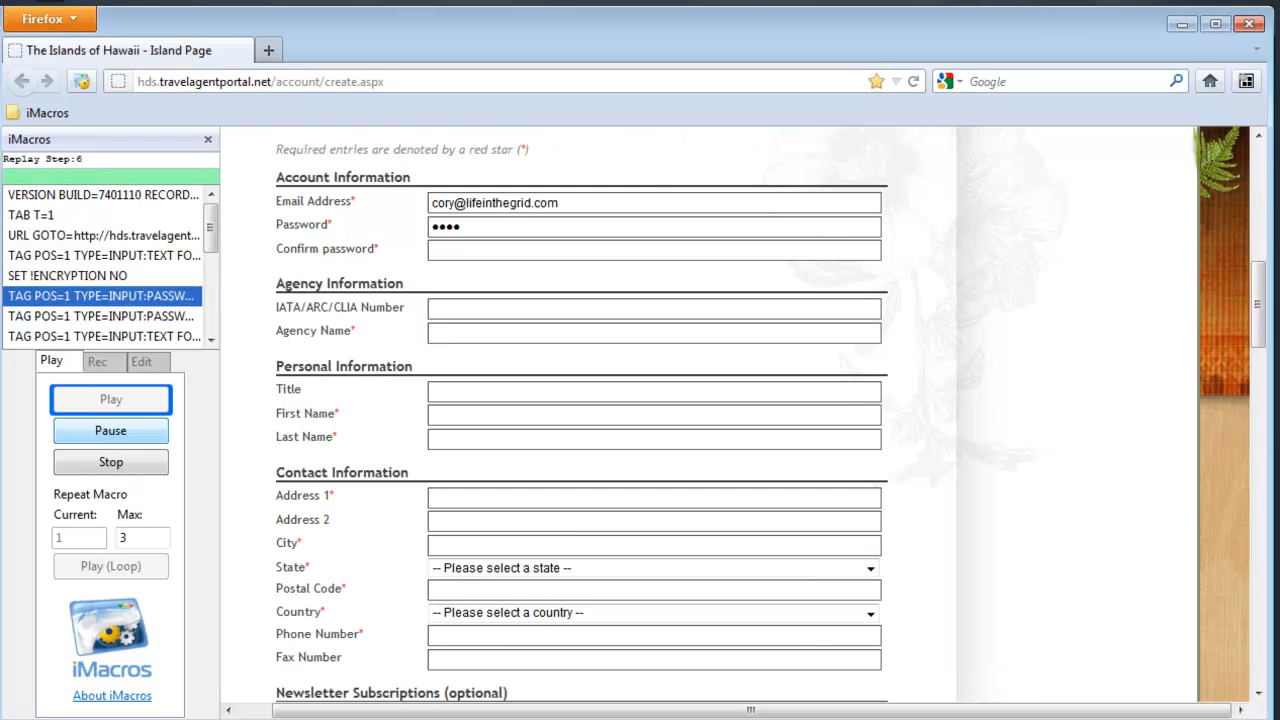 Firefox
The Islands of Hawaii - Island Page
hds.travelagentportal.net/account/create.aspx
Google
iMacros
iMacros
Replay Step:6
VERSION BUILD=7401110 RECORD...
TAB T=1
URL GOTO=http://hds.travelagent...
TAG POS=1 TYPE=INPUT:TEXT FO...
SET !ENCRYPTION NO
TAG POS=1 TYPE=INPUT:PASSW...
TAG POS=1 TYPE=INPUT:PASSW...
TAG POS=1 TYPE=INPUT:TEXT FO...
Play Rec Edit
Play
Pause
Stop
Repeat Macro
Current: Max:
1 3
Play (Loop)
iMacros
About iMacros
Required entries are denoted by a red star (*)
Account Information
Email Address* cory@lifeinthegrid.com
Password* ●●●●
Confirm password*
Agency Information
IATA/ARC/CLIA Number
Agency Name*
Personal Information
Title
First Name*
Last Name*
Contact Information
Address 1*
Address 2
City*
State* -- Please select a state --
Postal Code*
Country* -- Please select a country --
Phone Number*
Fax Number
Newsletter Subscriptions (optional)